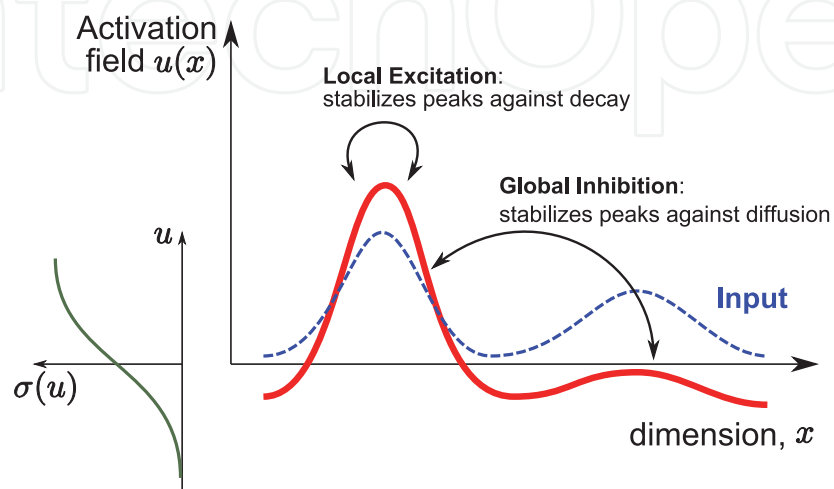 Activation
field u(x)
Local Excitation:
stabilizes peaks against decay
Global Inhibition:
stabilizes peaks against diffusion
u
Input
σ(u)
dimension, x